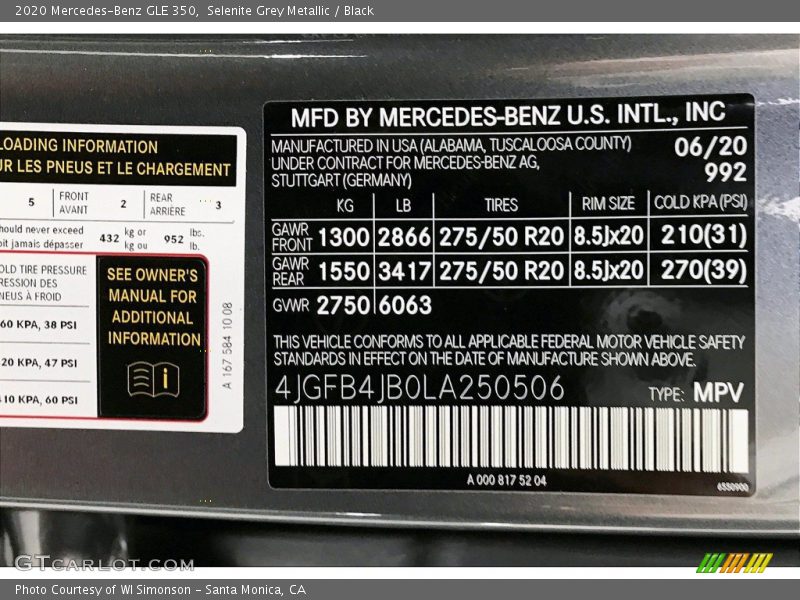 2020 Mercedes-Benz GLE 350, Selenite Grey Metallic / Black
LOADING INFORMATION
UR LES PNEUS ET LE CHARGEMENT
5 FRONT AVANT 2 REAR ARRIÈRE 3
hould never exceed
oit jamais dépasser
432 kg or kg ou 952 lbs. lb.
OLD TIRE PRESSURE
RESSION DES
NEUS À FROID
60 KPA, 38 PSI
20 KPA, 47 PSI
10 KPA, 60 PSI
SEE OWNER'S
MANUAL FOR
ADDITIONAL
INFORMATION
i
A 167 584 10 08
MFD BY MERCEDES-BENZ U.S. INTL., INC
MANUFACTURED IN USA (ALABAMA, TUSCALOOSA COUNTY)
UNDER CONTRACT FOR MERCEDES-BENZ AG,
STUTTGART (GERMANY)
06/20
992
KG LB TIRES RIM SIZE COLD KPA (PSI)
GAWR FRONT 1300 2866 275/50 R20 8.5Jx20 210(31)
GAWR REAR 1550 3417 275/50 R20 8.5Jx20 270(39)
GVWR 2750 6063
THIS VEHICLE CONFORMS TO ALL APPLICABLE FEDERAL MOTOR VEHICLE SAFETY
STANDARDS IN EFFECT ON THE DATE OF MANUFACTURE SHOWN ABOVE.
4JGFB4JB0LA250506 TYPE: MPV
A 000 817 52 04
6550900
GTCARLOT.COM
Photo Courtesy of WI Simonson - Santa Monica, CA